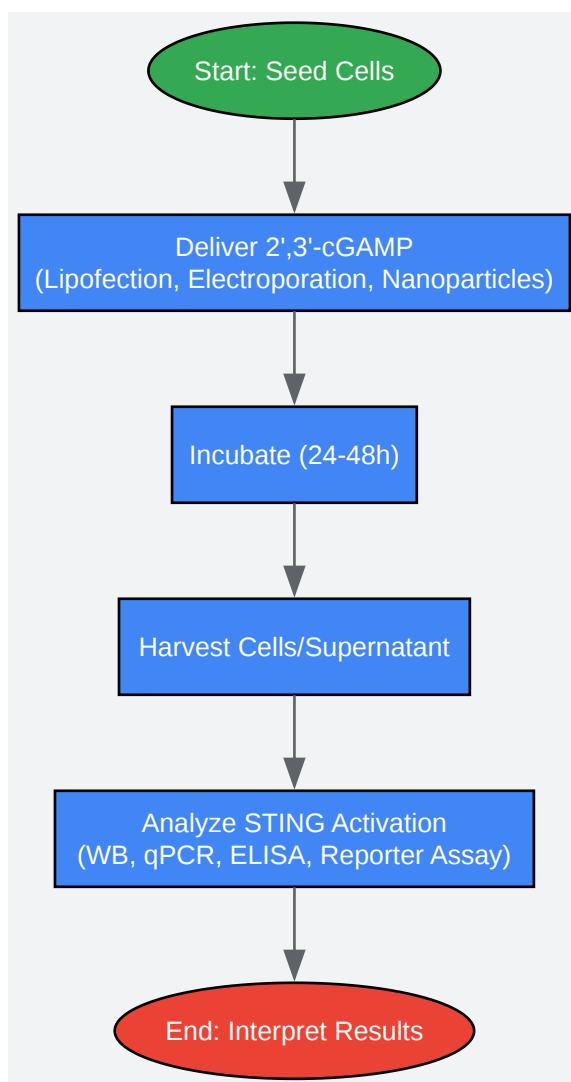 Start: Seed Cells
Deliver 2',3'-cGAMP
(Lipofection, Electroporation, Nanoparticles)
Incubate (24-48h)
Harvest Cells/Supernatant
Analyze STING Activation
(WB, qPCR, ELISA, Reporter Assay)
End: Interpret Results